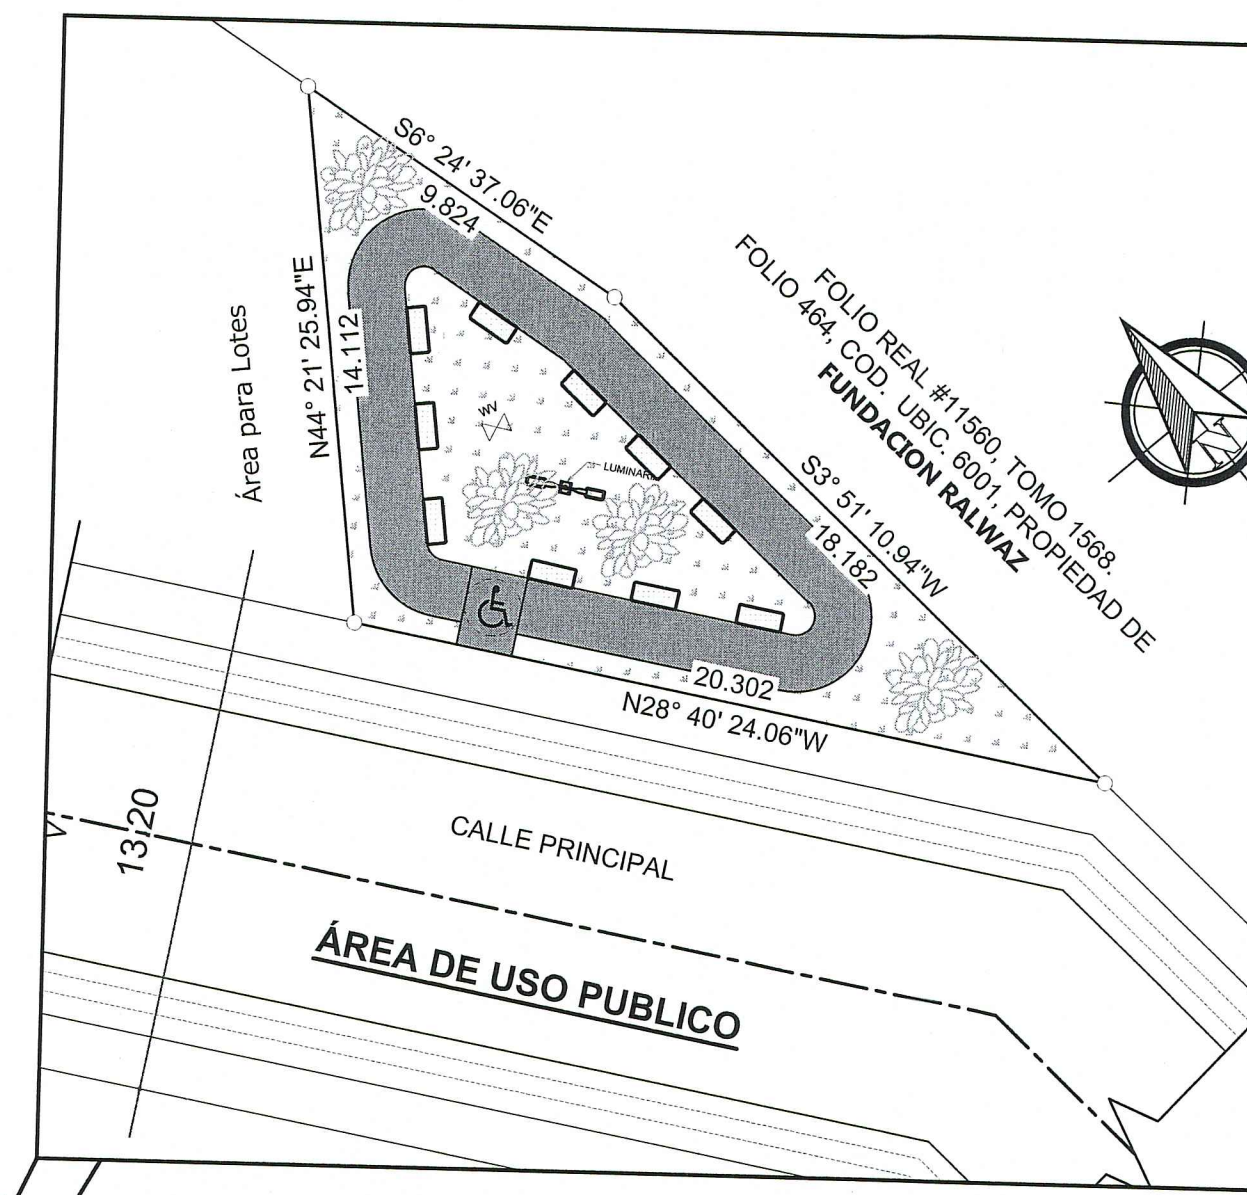 S6° 24' 37.06"E
9.824
N44° 21' 25.94"E
14.112
Área para Lotes
FOLIO REAL #11560, TOMO 1568.
FOLIO 464, COD. UBIC. 6001, PROPIEDAD DE
FUNDACION RALWAZ
N
S3° 51' 10.94"W
18.182
WV
LUMINARIA
20.302
N28° 40' 24.06"W
13.20
CALLE PRINCIPAL
ÁREA DE USO PUBLICO